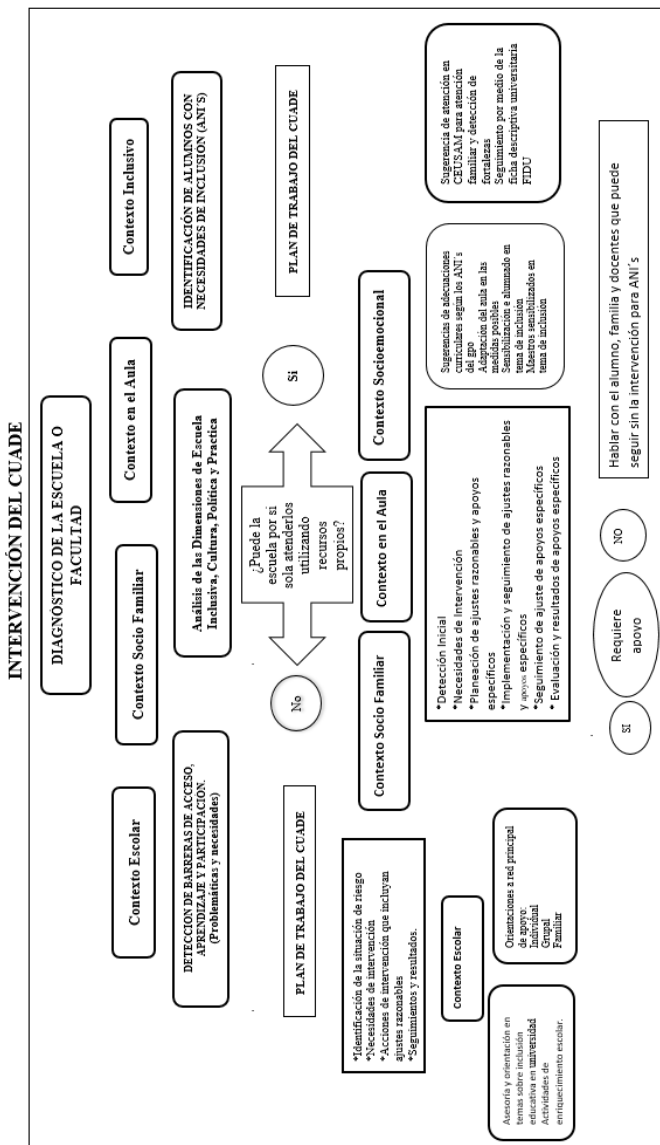 INTERVENCIÓN DEL CUADE
DIAGNÓSTICO DE LA ESCUELA O
FACULTAD
Contexto Escolar
Contexto Socio Familiar
Contexto en el Aula
Contexto Inclusivo
DETECCION DE BARRERAS DE ACCESO,
APRENDIZAJE Y PARTICIPACION.
(Problemáticas y necesidades)
Análisis de las Dimensiones de Escuela
Inclusiva, Cultura, Política y Practica
IDENTIFICACIÓN DE ALUMNOS CON
NECESIDADES DE INCLUSION (ANI´S)
No
¿Puede la
escuela por si
sola atenderlos
utilizando
recursos
propios?
Si
PLAN DE TRABAJO DEL CUADE
PLAN DE TRABAJO DEL CUADE
*Identificación de la situación de riesgo
*Necesidades de intervención
*Acciones de intervención que incluyan
ajustes razonables
*Seguimientos y resultados.
Contexto Socio Familiar
Contexto en el Aula
Contexto Socioemocional
Contexto Escolar
*Detección Inicial
*Necesidades de Intervención
*Planeación de ajustes razonables y apoyos
específicos
*Implementación y seguimiento de ajustes razonables
y apoyos específicos
*Seguimiento de ajuste de apoyos específicos
* Evaluación y resultados de apoyos específicos
Sugerencias de adecuaciones
curriculares según los ANI´s
del gpo
Adaptación del aula en las
medidas posibles
Sensibilización e alumnado en
tema de inclusión
Maestros sensibilizados en
tema de inclusión
Sugerencia de atención en
CEUSAM para atención
familiar y detección de
fortalezas
Seguimiento por medio de la
ficha descriptiva universitaria
FIDU
Asesoría y orientación en
temas sobre inclusión
educativa en universidad
Actividades de
enriquecimiento escolar.
Orientaciones a red principal
de apoyo:
Individual
Grupal
Familiar
SI
Requiere
apoyo
NO
Hablar con el alumno, familia y docentes que puede
seguir sin la intervención para ANI´s